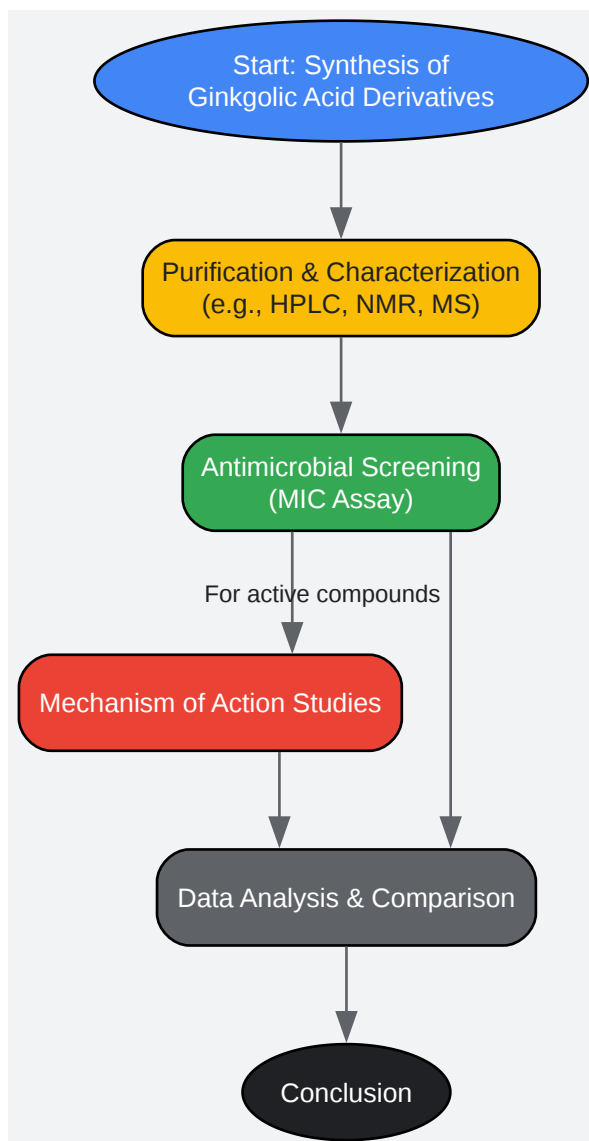 Start: Synthesis of
Ginkgolic Acid Derivatives
Purification & Characterization
(e.g., HPLC, NMR, MS)
Antimicrobial Screening
(MIC Assay)
For active compounds
Mechanism of Action Studies
Data Analysis & Comparison
Conclusion